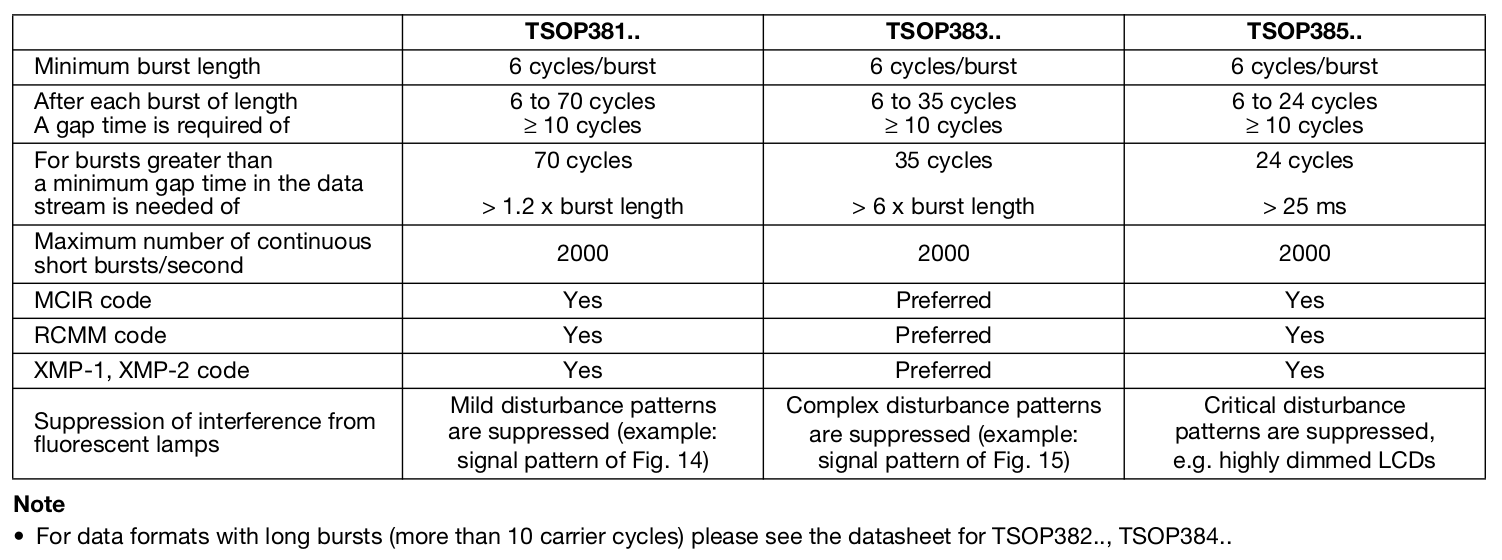 TSOP381.. TSOP383.. TSOP385..
Minimum burst length 6 cycles/burst 6 cycles/burst 6 cycles/burst
After each burst of length 6 to 70 cycles 6 to 35 cycles 6 to 24 cycles
A gap time is required of ≥ 10 cycles ≥ 10 cycles ≥ 10 cycles
For bursts greater than 70 cycles 35 cycles 24 cycles
a minimum gap time in the data
stream is needed of > 1.2 x burst length > 6 x burst length > 25 ms
Maximum number of continuous
short bursts/second 2000 2000 2000
MCIR code Yes Preferred Yes
RCMM code Yes Preferred Yes
XMP-1, XMP-2 code Yes Preferred Yes
Suppression of interference from
fluorescent lamps
Mild disturbance patterns
are suppressed (example:
signal pattern of Fig. 14)
Complex disturbance patterns
are suppressed (example:
signal pattern of Fig. 15)
Critical disturbance
patterns are suppressed,
e.g. highly dimmed LCDs
Note
• For data formats with long bursts (more than 10 carrier cycles) please see the datasheet for TSOP382.., TSOP384..